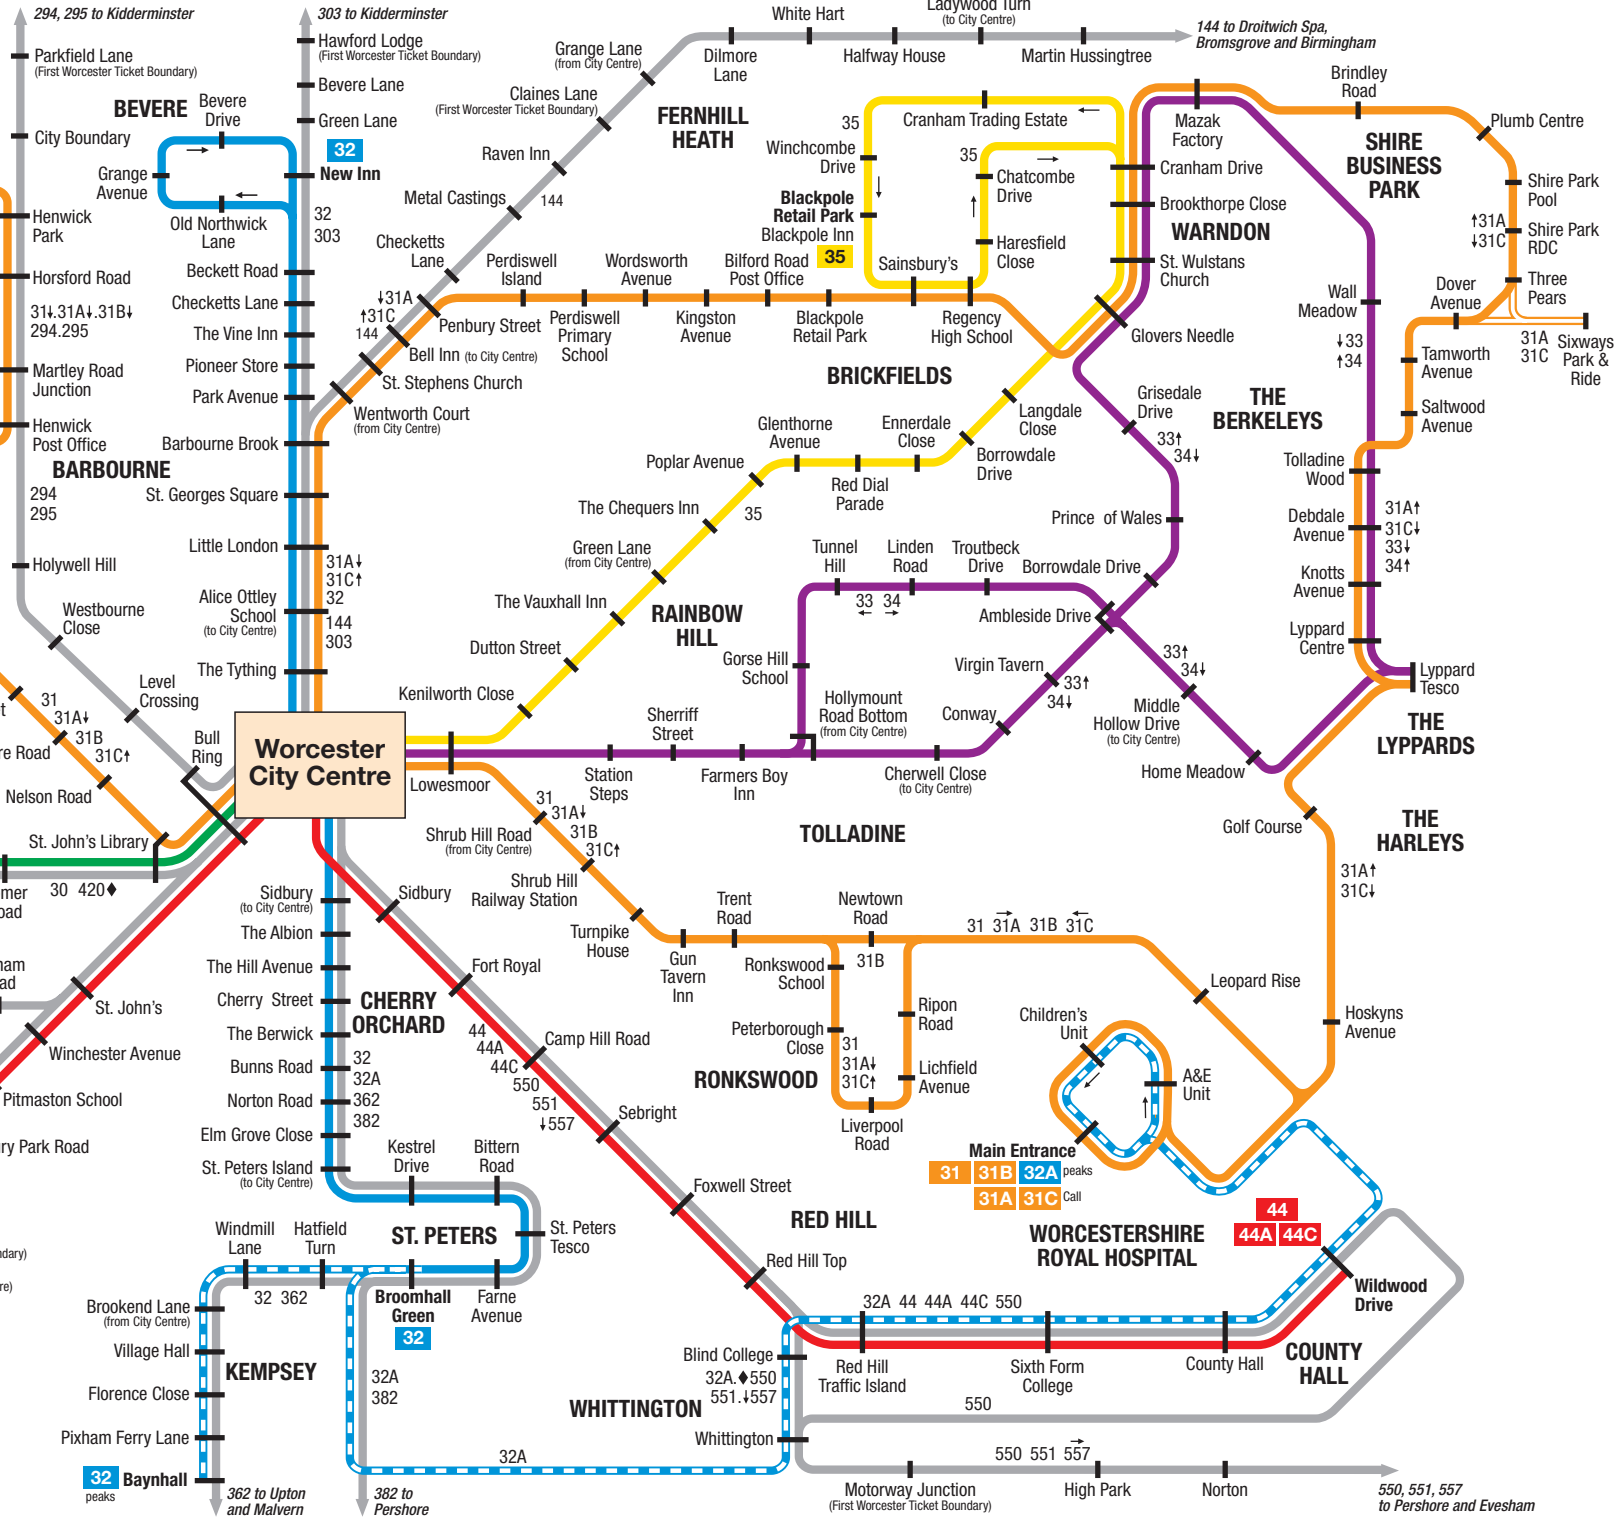 294, 295 to Kidderminster
303 to Kidderminster
Parkfield Lane
(First Worcester Ticket Boundary)
City Boundary
Henwick
Park
Horsford Road
31↓.31A↓.31B↓
294.295
Martley Road
Junction
Henwick
Post Office
BARBOURNE
294
295
Holywell Hill
Westbourne
Close
Level
Crossing
Bull
Ring
BEVERE
Bevere
Drive
Grange
Avenue
Old Northwick
Lane
Hawford Lodge
(First Worcester Ticket Boundary)
Bevere Lane
Green Lane
32
New Inn
32
303
Beckett Road
Checketts Lane
The Vine Inn
Pioneer Store
Park Avenue
Barbourne Brook
St. Georges Square
Little London
Alice Ottley
School
(to City Centre)
The Tything
31A↓
31C↑
32
144
303
Worcester
City Centre
White Hart
Ladywood Turn
(to City Centre)
144 to Droitwich Spa,
Bromsgrove and Birmingham
Dilmore
Lane
Halfway House
Martin Hussingtree
Grange Lane
(from City Centre)
Claines Lane
(First Worcester Ticket Boundary)
Raven Inn
Metal Castings
144
Checketts
Lane
FERNHILL
HEATH
↓31A
↑31C
144
Penbury Street
Bell Inn (to City Centre)
St. Stephens Church
Wentworth Court
(from City Centre)
Perdiswell
Island
Perdiswell
Primary
School
Wordsworth
Avenue
Kingston
Avenue
Bilford Road
Post Office
Blackpole
Retail Park
Sainsbury's
Regency
High School
35
Winchcombe
Drive
Blackpole
Retail Park
Blackpole Inn
35
Cranham Trading Estate
35
Chatcombe
Drive
Haresfield
Close
Mazak
Factory
Cranham Drive
Brookthorpe Close
WARNDON
St. Wulstans
Church
Glovers Needle
Brindley
Road
Plumb Centre
SHIRE
BUSINESS
PARK
Shire Park
Pool
↑31A
↓31C
Shire Park
RDC
Three
Pears
Dover
Avenue
31A
31C
Sixways
Park &
Ride
Tamworth
Avenue
Saltwood
Avenue
Wall
Meadow
↓33
↑34
THE
BERKELEYS
Tolladine
Wood
Debdale
Avenue
Knotts
Avenue
Lyppard
Centre
31A↑
31C↓
33↓
34↑
Lyppard
Tesco
THE
LYPPARDS
BRICKFIELDS
Langdale
Close
Borrowdale
Drive
Ennerdale
Close
Red Dial
Parade
Glenthorne
Avenue
Poplar Avenue
35
The Chequers Inn
Green Lane
(from City Centre)
The Vauxhall Inn
Dutton Street
Kenilworth Close
RAINBOW
HILL
Grisedale
Drive
33↑
34↓
Prince of Wales
Borrowdale Drive
Ambleside Drive
Tunnel
Hill
Linden
Road
Troutbeck
Drive
33 34
← →
Gorse Hill
School
Hollymount
Road Bottom
(from City Centre)
Virgin Tavern
33↑
34↓
Conway
33↑
34↓
Middle
Hollow Drive
(to City Centre)
Home Meadow
Lowesmoor
Station
Steps
Sherriff
Street
Farmers Boy
Inn
Cherwell Close
(to City Centre)
TOLLADINE
31
31A↓
31B
31C↑
Nelson Road
St. John's Library
30 420♦
31
31A↓
31B
31C↑
Shrub Hill Road
(from City Centre)
Shrub Hill
Railway Station
Turnpike
House
Gun
Tavern
Inn
Trent
Road
Newtown
Road
31B
31 31A 31B 31C
Ronkswood
School
Peterborough
Close
31
31A↓
31C↑
RONKSWOOD
Liverpool
Road
Ripon
Road
Lichfield
Avenue
Golf Course
THE
HARLEYS
31A↑
31C↓
Leopard Rise
Hoskyns
Avenue
Children's
Unit
A&E
Unit
Main Entrance
31 31B 32A peaks
31A 31C Call
WORCESTERSHIRE
ROYAL HOSPITAL
44
44A 44C
Wildwood
Drive
COUNTY
HALL
St. John's
Winchester Avenue
Pitmaston School
ry Park Road
Sidbury
(to City Centre)
The Albion
The Hill Avenue
Cherry Street
The Berwick
Bunns Road
Norton Road
Elm Grove Close
St. Peters Island
(to City Centre)
CHERRY
ORCHARD
32
32A
362
382
Kestrel
Drive
Bittern
Road
ST. PETERS
St. Peters
Tesco
Farne
Avenue
Broomhall
Green
32
Windmill
Lane
Hatfield
Turn
32 362
Brookend Lane
(from City Centre)
Village Hall
Florence Close
Pixham Ferry Lane
32
peaks
Baynhall
KEMPSEY
362 to Upton
and Malvern
32A
382
382 to
Pershore
32A
Sidbury
Fort Royal
Camp Hill Road
44
44A
44C
550
551
↓557
Sebright
Foxwell Street
RED HILL
Red Hill Top
32A 44 44A 44C 550
Red Hill
Traffic Island
Sixth Form
College
County Hall
Blind College
32A.♦550
551.↓557
WHITTINGTON
Whittington
550
550 551 557
Motorway Junction
(First Worcester Ticket Boundary)
High Park
Norton
550, 551, 557
to Pershore and Evesham